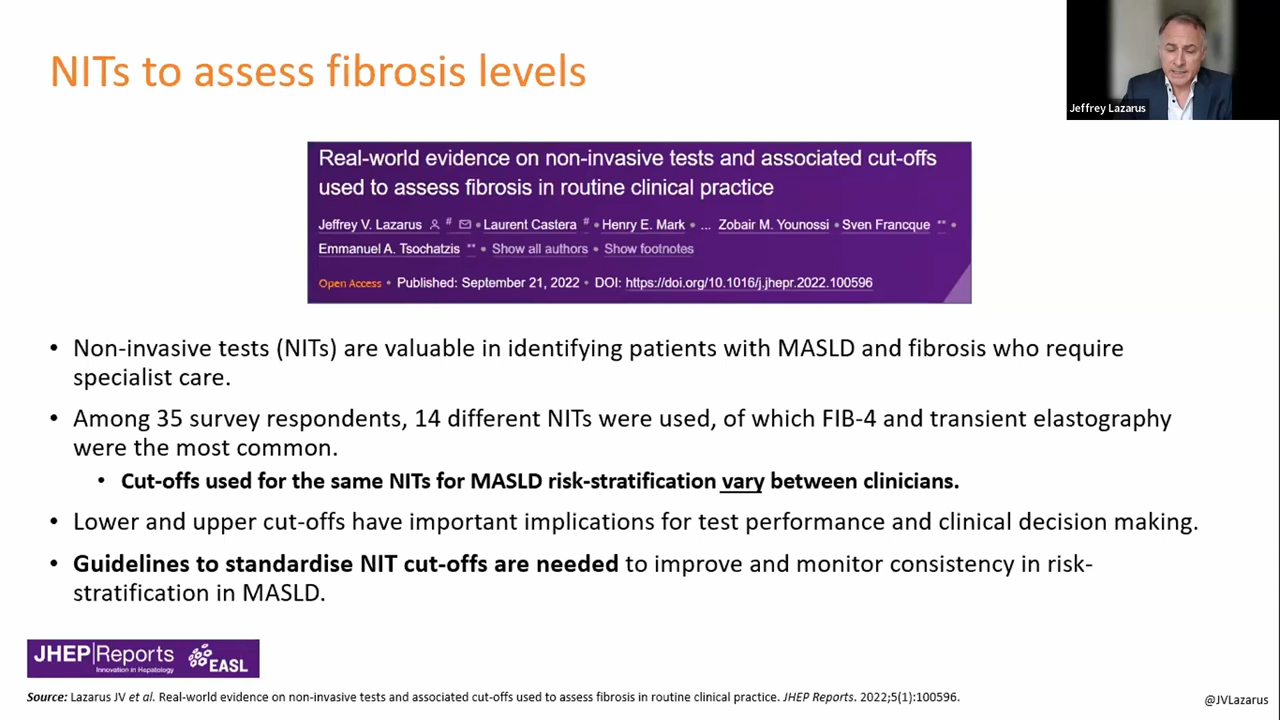 NITs to assess fibrosis levels
Jeffrey Lazarus
Real-world evidence on non-invasive tests and associated cut-offs
used to assess fibrosis in routine clinical practice
Jeffrey V. Lazarus # • Laurent Castera # • Henry E. Mark • ... Zobair M. Younossi • Sven Francque ** •
Emmanuel A. Tsochatzis ** • Show all authors • Show footnotes
Open Access • Published: September 21, 2022 • DOI: https://doi.org/10.1016/j.jhepr.2022.100596
• Non-invasive tests (NITs) are valuable in identifying patients with MASLD and fibrosis who require
specialist care.
• Among 35 survey respondents, 14 different NITs were used, of which FIB-4 and transient elastography
were the most common.
• Cut-offs used for the same NITs for MASLD risk-stratification vary between clinicians.
• Lower and upper cut-offs have important implications for test performance and clinical decision making.
• Guidelines to standardise NIT cut-offs are needed to improve and monitor consistency in risk-
stratification in MASLD.
JHEP|Reports
Innovation in Hepatology
EASL
Source: Lazarus JV et al. Real-world evidence on non-invasive tests and associated cut-offs used to assess fibrosis in routine clinical practice. JHEP Reports. 2022;5(1):100596.
@JVLazarus